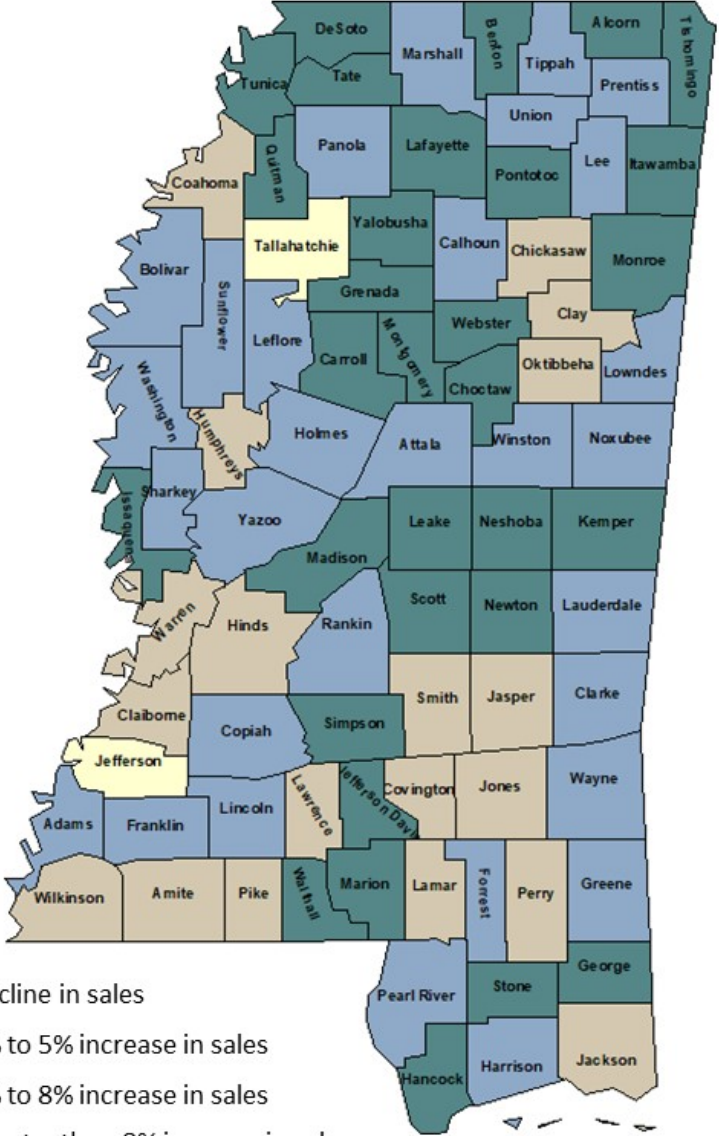 DeSoto
Marshall
Benton
Tippah
Alcorn
Tishomingo
Tunica
Tate
Prentiss
Union
Panola
Lafayette
Quitman
Coahoma
Pontotoc
Lee
Itawamba
Tallahatchie
Yalobusha
Calhoun
Chickasaw
Monroe
Bolivar
Sunflower
Grenada
Leflore
Carroll
Montgomery
Webster
Clay
Oktibbeha
Lowndes
Choctaw
Washington
Humphreys
Holmes
Attala
Winston
Noxubee
Sharkey
Issaquena
Yazoo
Leake
Neshoba
Kemper
Madison
Warren
Hinds
Rankin
Scott
Newton
Lauderdale
Claiborne
Copiah
Simpson
Smith
Jasper
Clarke
Jefferson
Lawrence
Jefferson Davi
Covington
Jones
Wayne
Adams
Franklin
Lincoln
Wilkinson
Amite
Pike
Walthall
Marion
Lamar
Forrest
Perry
Greene
Pearl River
Stone
George
Hancock
Harrison
Jackson
cline in sales
to 5% increase in sales
to 8% increase in sales